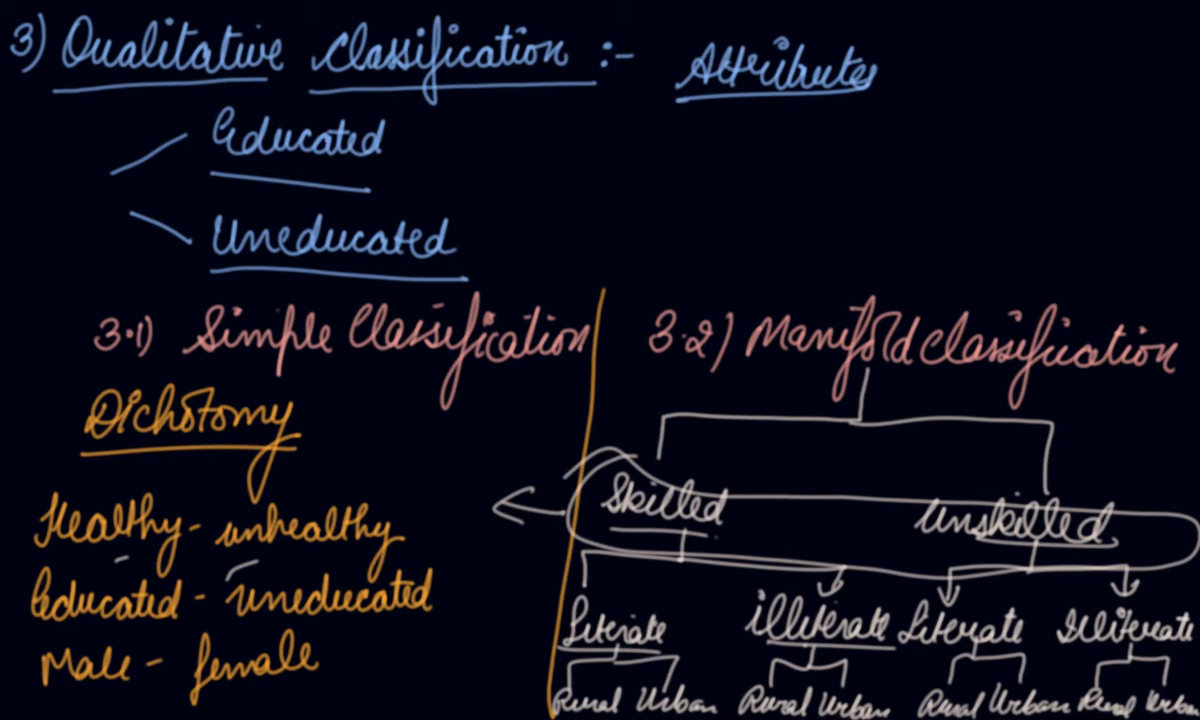 3) Qualitative Classification :- Attributes
Educated
Uneducated
3.1) Simple Classification
Dichotomy
Healthy - unhealthy
Educated - uneducated
Male - female
3.2) Manifold Classification
Skilled Unskilled
Literate illiterate Literate Illiterate
Rural Urban Rural Urban Rural Urban Rural Urban